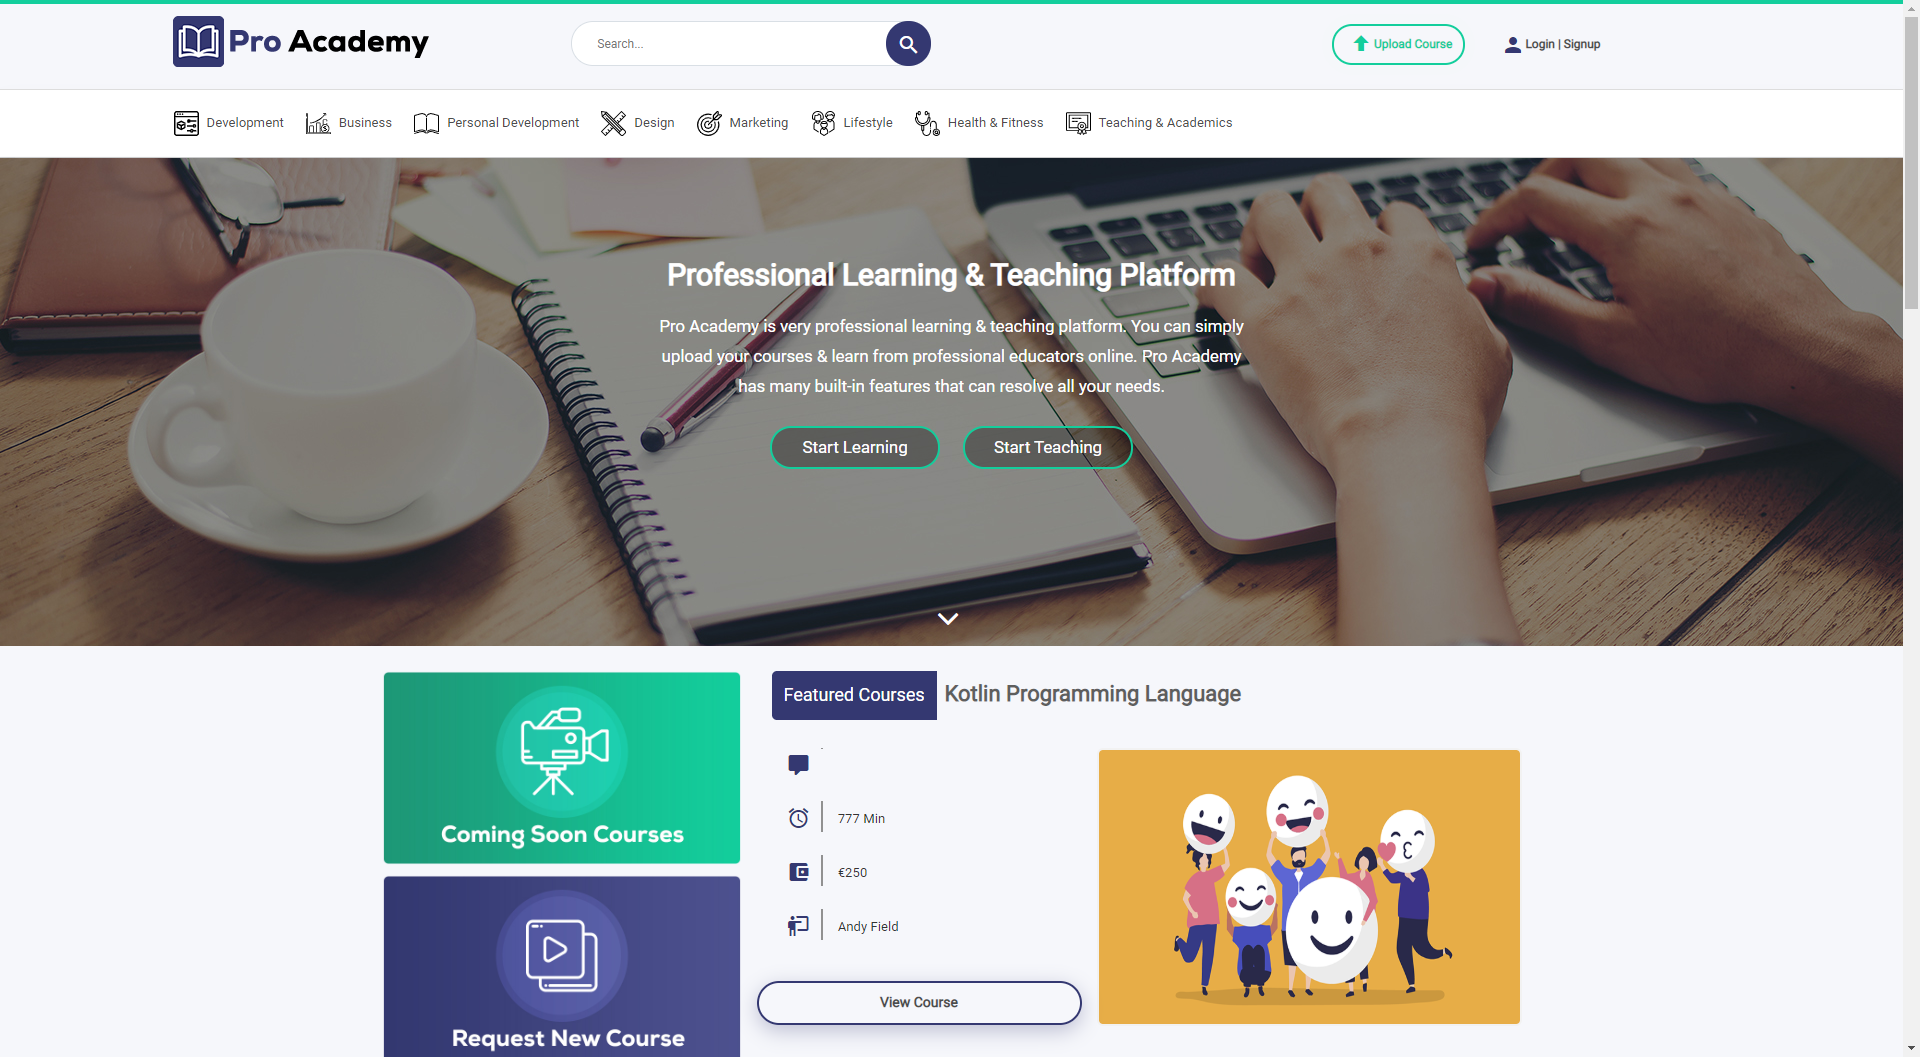 Pro Academy
Search...
Upload Course
Login | Signup
Development
Business
Personal Development
Design
Marketing
Lifestyle
Health & Fitness
Teaching & Academics
Professional Learning & Teaching Platform
Pro Academy is very professional learning & teaching platform. You can simply
upload your courses & learn from professional educators online. Pro Academy
has many built-in features that can resolve all your needs.
Start Learning
Start Teaching
Coming Soon Courses
Request New Course
Featured Courses
Kotlin Programming Language
777 Min
€250
Andy Field
View Course